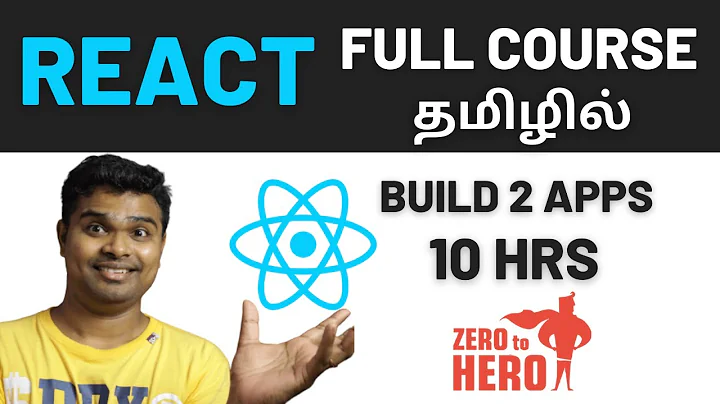 REACT
FULL COURSE
தமிழில்
BUILD 2 APPS
10 HRS
ZERO to
HERO